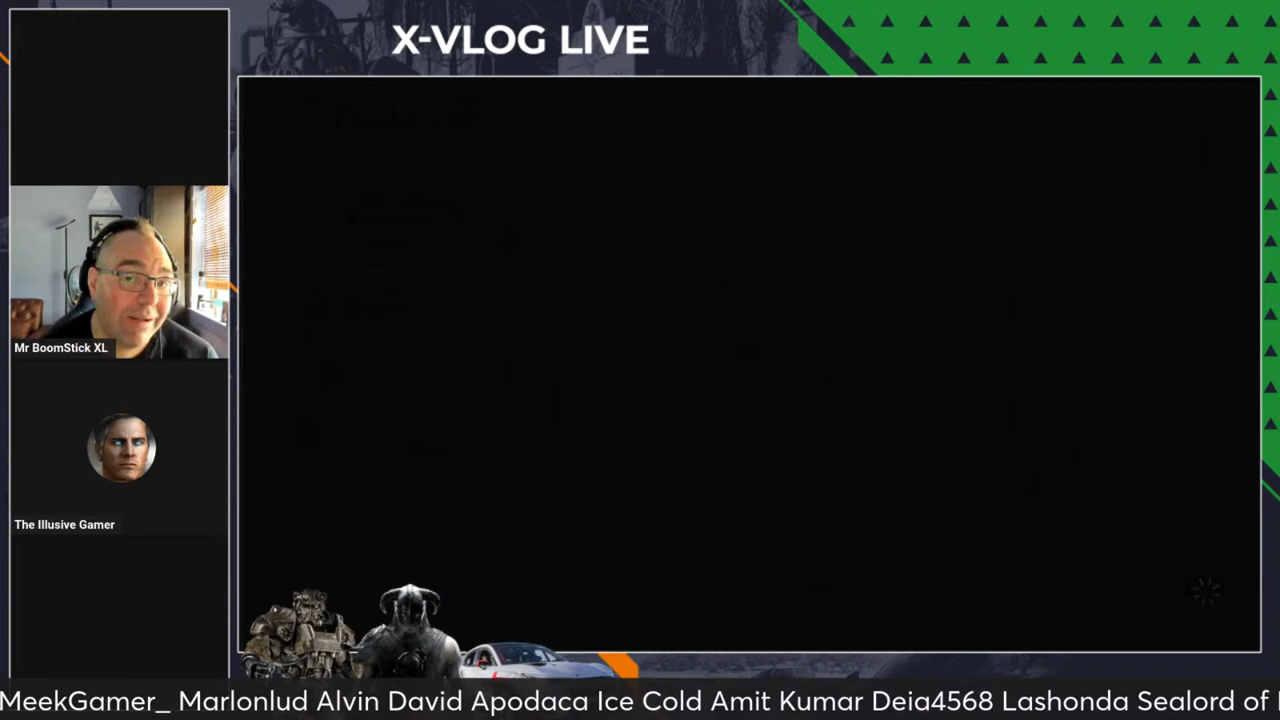 X-VLOG LIVE
Mr BoomStick XL
The Illusive Gamer
MeekGamer_ Marlonlud Alvin David Apodaca Ice Cold Amit Kumar Deia4568 Lashonda Sealord of